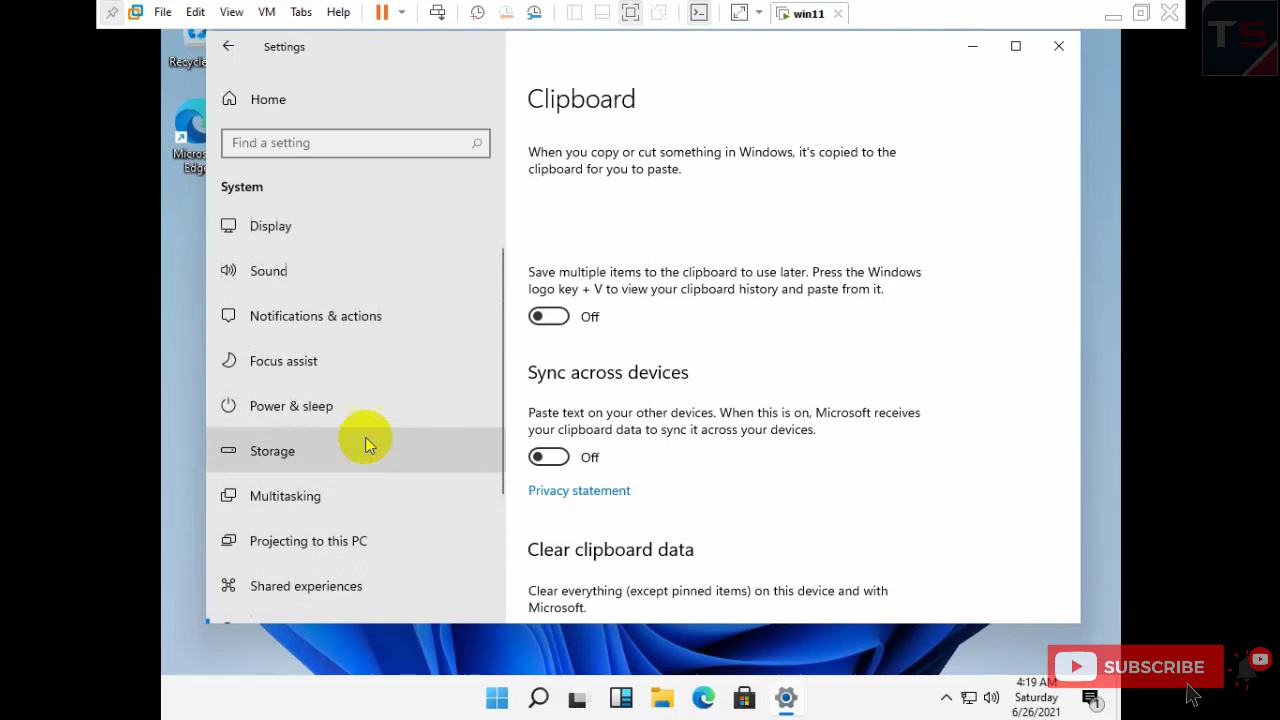 File Edit View VM Tabs Help
win11
TS
Recycle
Micros
Edge
Settings
Home
Find a setting
System
Display
Sound
Notifications & actions
Focus assist
Power & sleep
Storage
Multitasking
Projecting to this PC
Shared experiences
Clipboard
When you copy or cut something in Windows, it's copied to the
clipboard for you to paste.
Save multiple items to the clipboard to use later. Press the Windows
logo key + V to view your clipboard history and paste from it.
Off
Sync across devices
Paste text on your other devices. When this is on, Microsoft receives
your clipboard data to sync it across your devices.
Off
Privacy statement
Clear clipboard data
Clear everything (except pinned items) on this device and with
Microsoft.
SUBSCRIBE
4:19 AM
Saturday
6/26/2021
1